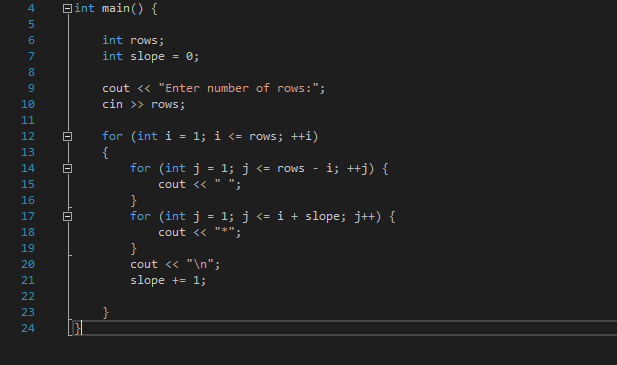 4 int main() {
5
6     int rows;
7     int slope = 0;
8
9     cout << "Enter number of rows:";
10     cin >> rows;
11
12     for (int i = 1; i <= rows; ++i)
13     {
14         for (int j = 1; j <= rows - i; ++j) {
15             cout << " ";
16         }
17         for (int j = 1; j <= i + slope; j++) {
18             cout << "*";
19         }
20         cout << "\n";
21         slope += 1;
22
23     }
24 }